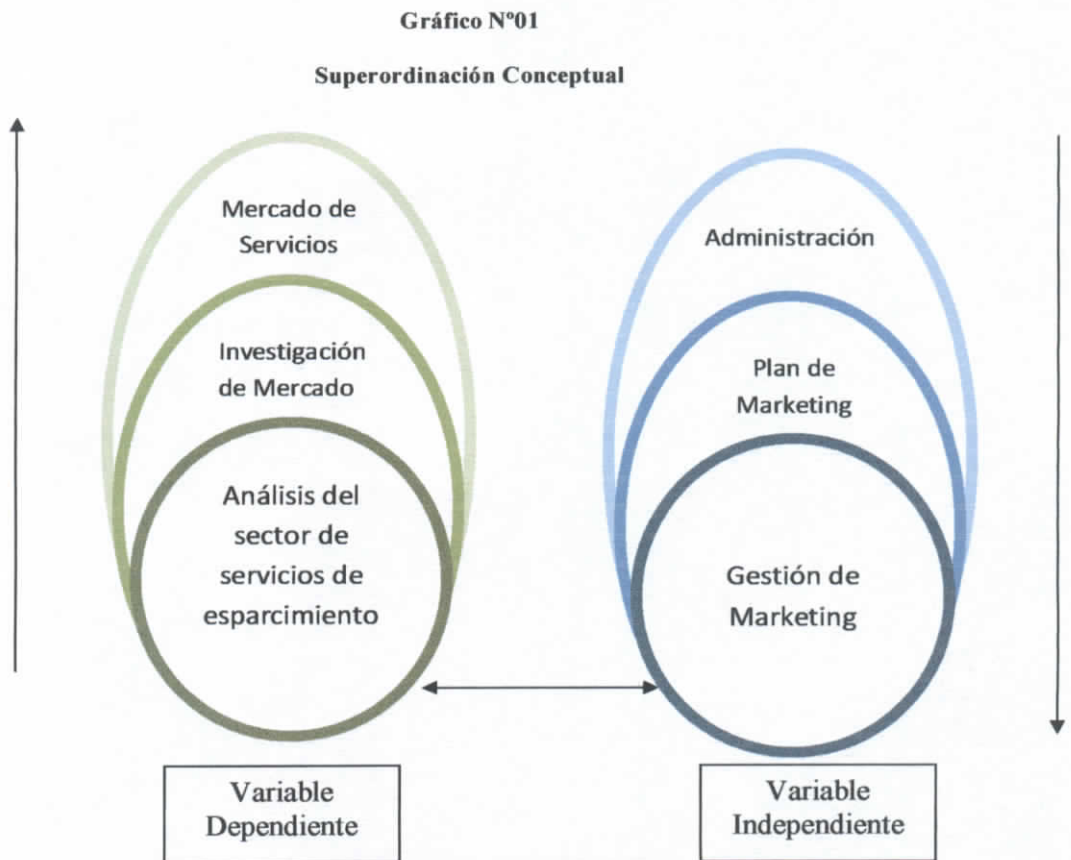 Gráfico Nº01
Superordinación Conceptual
Mercado de
Servicios
Investigación
de Mercado
Análisis del
sector de
servicios de
esparcimiento
Variable
Dependiente
Administración
Plan de
Marketing
Gestión de
Marketing
Variable
Independiente